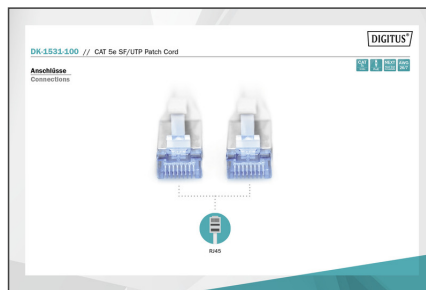 DIGITUS®
DK-1531-100 // CAT 5e SF/UTP Patch Cord
Anschlüsse
Connections
RJ45